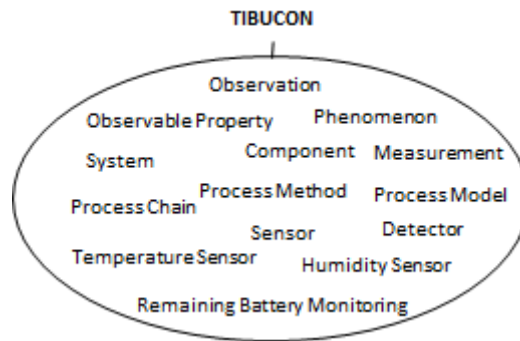 TIBUCON
Observation
Observable Property Phenomenon
System Component Measurement
Process Chain Process Method Process Model
Sensor Detector
Temperature Sensor Humidity Sensor
Remaining Battery Monitoring